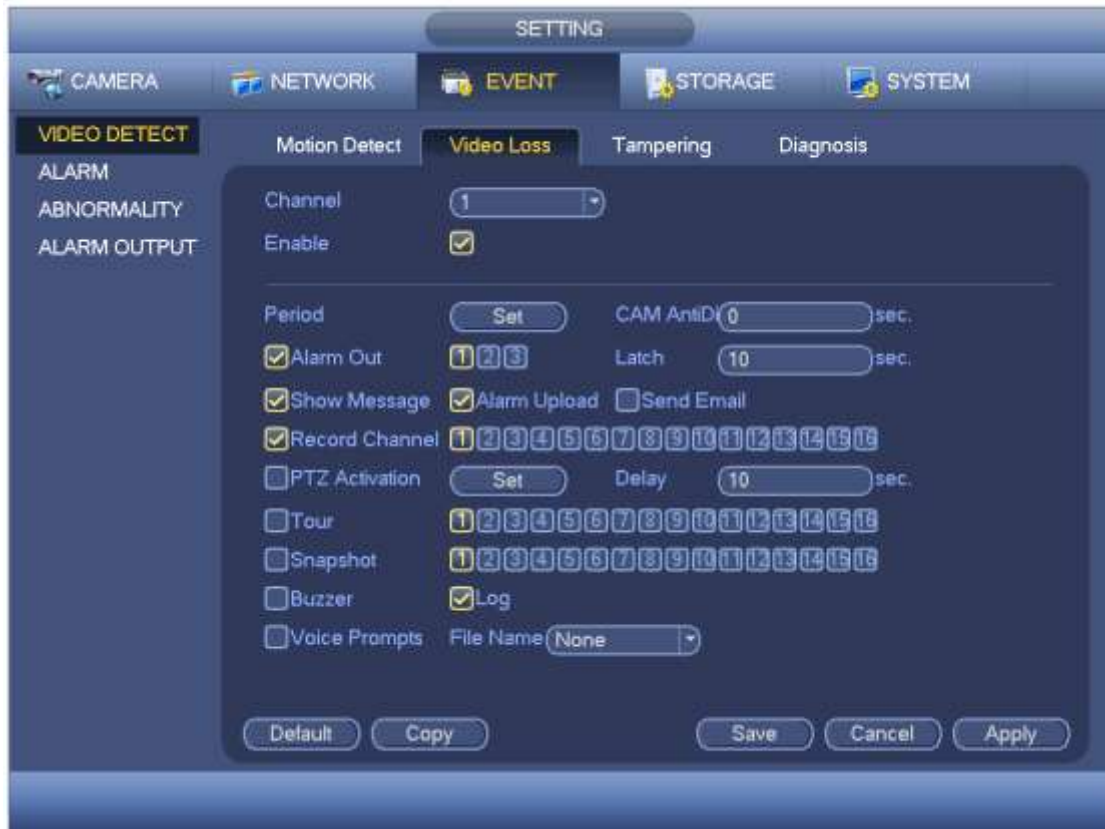 SETTING
CAMERA NETWORK EVENT STORAGE SYSTEM
VIDEO DETECT
ALARM
ABNORMALITY
ALARM OUTPUT
Motion Detect Video Loss Tampering Diagnosis
Channel 1
Enable
Period Set CAM AntiDi 0 sec.
Alarm Out 1 2 3 Latch 10 sec.
Show Message Alarm Upload Send Email
Record Channel 1 2 3 4 5 6 7 8 9 10 11 12 13 14 15 16
PTZ Activation Set Delay 10 sec.
Tour 1 2 3 4 5 6 7 8 9 10 11 12 13 14 15 16
Snapshot 1 2 3 4 5 6 7 8 9 10 11 12 13 14 15 16
Buzzer Log
Voice Prompts File Name None
Default Copy Save Cancel Apply